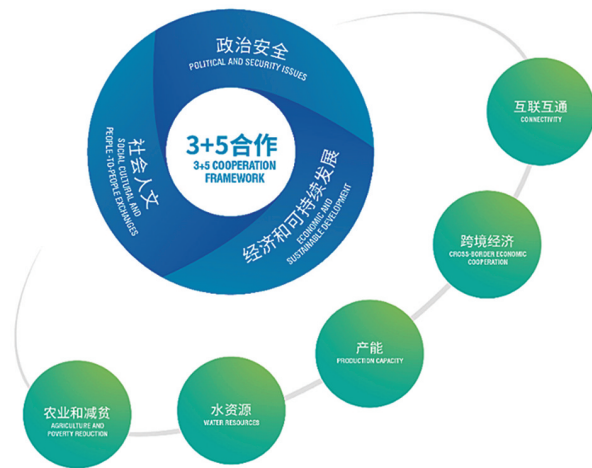 政治安全
POLITICAL AND SECURITY ISSUES
社会人文
SOCIAL CULTURAL AND
PEOPLE -TO-PEOPLE EXCHANGES
3+5合作
3+5 COOPERATION
FRAMEWORK
经济和可持续发展
ECONOMIC AND
SUSTAINABLE DEVELOPMENT
互联互通
CONNECTIVITY
跨境经济
CROSS-BORDER ECONOMIC
COOPERATION
产能
PRODUCTION CAPACITY
水资源
WATER RESOURCES
农业和减贫
AGRICULTURE AND
POVERTY REDUCTION